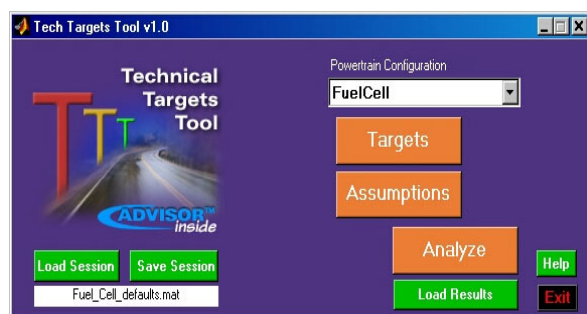 Tech Targets Tool v1.0
Technical
Targets
Tool
T
T
T
ADVISOR™
inside
Load Session
Save Session
Fuel_Cell_defaults.mat
Powertrain Configuration
FuelCell
Targets
Assumptions
Analyze
Load Results
Help
Exit